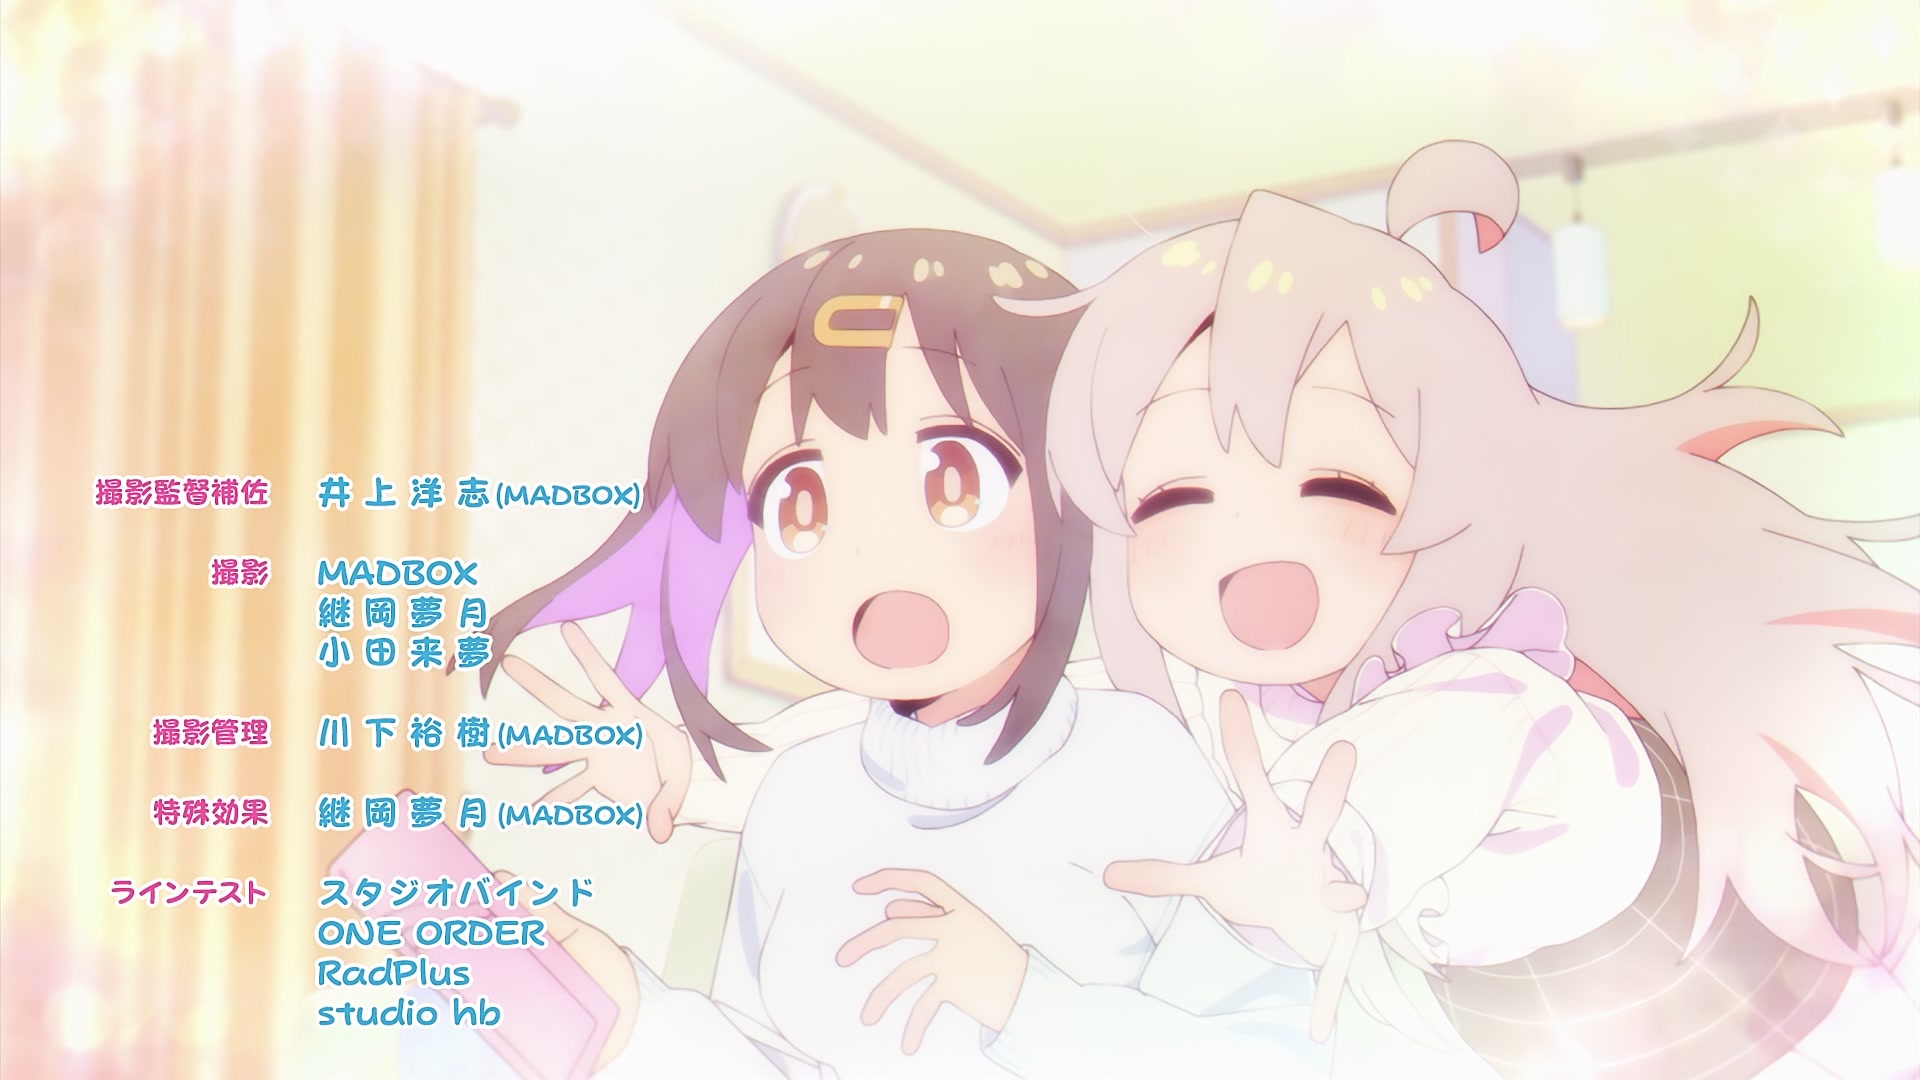 撮影監督補佐 井上洋志(MADBOX)
撮影 MADBOX
継岡夢月
小田来夢
撮影管理 川下裕樹(MADBOX)
特殊効果 継岡夢月(MADBOX)
ラインテスト スタジオバインド
ONE ORDER
RadPlus
studio hb